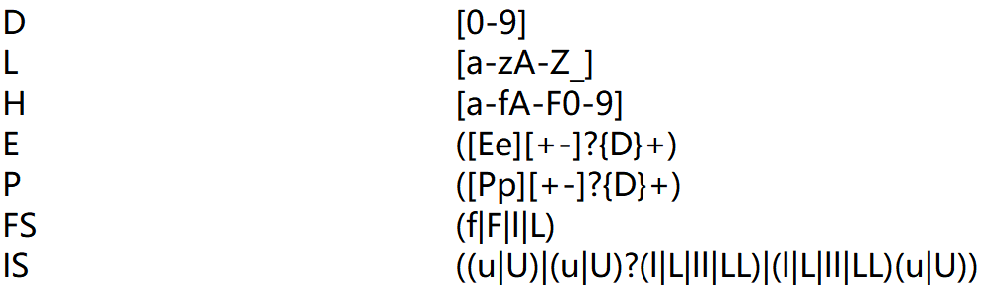 D [0-9]
L [a-zA-Z_]
H [a-fA-F0-9]
E ([Ee][+-]?{D}+)
P ([Pp][+-]?{D}+)
FS (f|F|l|L)
IS ((u|U)|(u|U)?(l|L|ll|LL)|(l|L|ll|LL)(u|U))